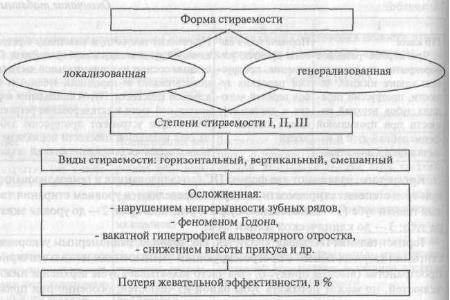 Форма стираемости
локализованная
генерализованная
Степени стираемости I, II, III
Виды стираемости: горизонтальный, вертикальный, смешанный
Осложненная:
- нарушением непрерывности зубных рядов,
- феноменом Годона,
- вакатной гипертрофией альвеолярного отростка,
- снижением высоты прикуса и др.
Потеря жевательной эффективности, в %